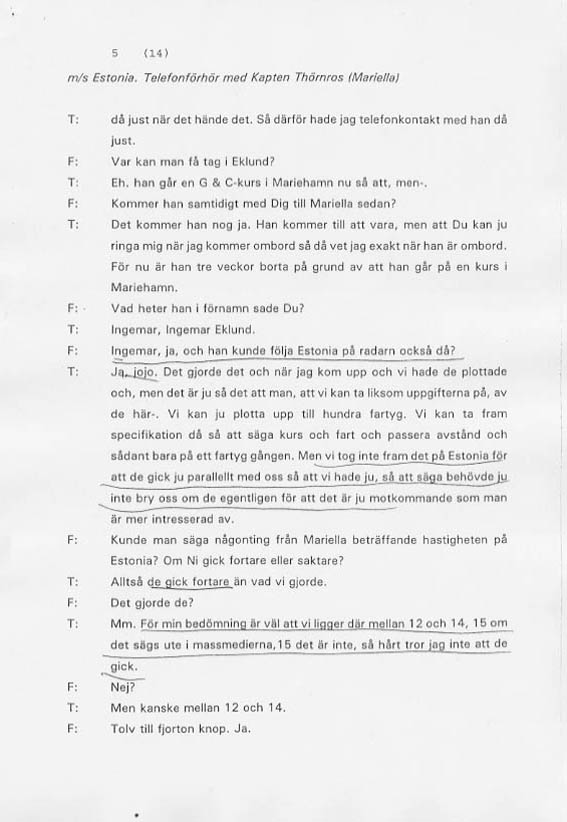 5 (14)
m/s Estonia. Telefonförhör med Kapten Thörnros (Mariella)
T: då just när det hände det. Så därför hade jag telefonkontakt med han då
just.
F: Var kan man få tag i Eklund?
T: Eh. han går en G & C-kurs i Mariehamn nu så att, men-.
F: Kommer han samtidigt med Dig till Mariella sedan?
T: Det kommer han nog ja. Han kommer till att vara, men att Du kan ju
ringa mig när jag kommer ombord så då vet jag exakt när han är ombord.
För nu är han tre veckor borta på grund av att han går på en kurs i
Mariehamn.
F: Vad heter han i förnamn sade Du?
T: Ingemar, Ingemar Eklund.
F: Ingemar, ja, och han kunde följa Estonia på radarn också då?
T: Ja, jojo. Det gjorde det och när jag kom upp och vi hade de plottade
och, men det är ju så det att man, att vi kan ta liksom uppgifterna på, av
de här-. Vi kan ju plotta upp till hundra fartyg. Vi kan ta fram
specifikation då så att säga kurs och fart och passera avstånd och
sådant bara på ett fartyg gången. Men vi tog inte fram det på Estonia för
att de gick ju parallellt med oss så att vi hade ju, så att säga behövde ju
inte bry oss om de egentligen för att det är ju motkommande som man
är mer intresserad av.
F: Kunde man säga någonting från Mariella beträffande hastigheten på
Estonia? Om Ni gick fortare eller saktare?
T: Alltså de gick fortare än vad vi gjorde.
F: Det gjorde de?
T: Mm. För min bedömning är väl att vi ligger där mellan 12 och 14, 15 om
det sägs ute i massmedierna,15 det är inte, så hårt tror jag inte att de
gick.
F: Nej?
T: Men kanske mellan 12 och 14.
F: Tolv till fjorton knop. Ja.